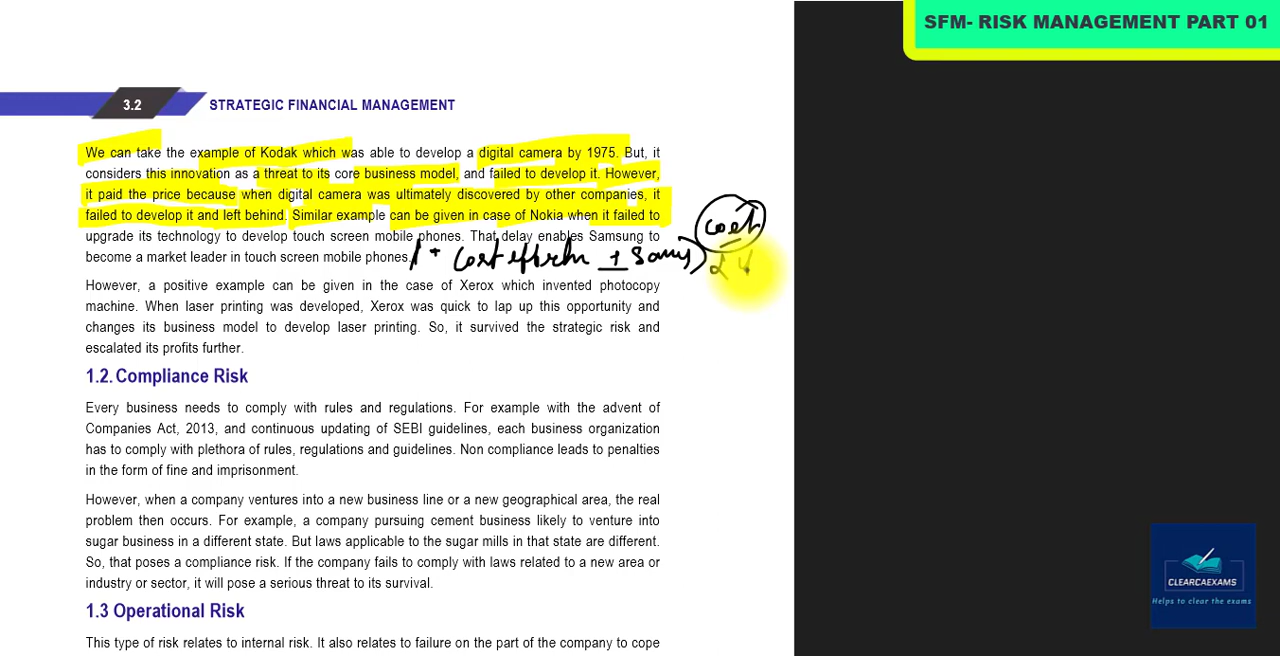 SFM- RISK MANAGEMENT PART 01
3.2
STRATEGIC FINANCIAL MANAGEMENT
We can take the example of Kodak which was able to develop a digital camera by 1975. But, it
considers this innovation as a threat to its core business model, and failed to develop it. However,
it paid the price because when digital camera was ultimately discovered by other companies, it
failed to develop it and left behind. Similar example can be given in case of Nokia when it failed to
upgrade its technology to develop touch screen mobile phones. That delay enables Samsung to
become a market leader in touch screen mobile phones.
However, a positive example can be given in the case of Xerox which invented photocopy
machine. When laser printing was developed, Xerox was quick to lap up this opportunity and
changes its business model to develop laser printing. So, it survived the strategic risk and
escalated its profits further.
1.2. Compliance Risk
Every business needs to comply with rules and regulations. For example with the advent of
Companies Act, 2013, and continuous updating of SEBI guidelines, each business organization
has to comply with plethora of rules, regulations and guidelines. Non compliance leads to penalties
in the form of fine and imprisonment.
However, when a company ventures into a new business line or a new geographical area, the real
problem then occurs. For example, a company pursuing cement business likely to venture into
sugar business in a different state. But laws applicable to the sugar mills in that state are different.
So, that poses a compliance risk. If the company fails to comply with laws related to a new area or
industry or sector, it will pose a serious threat to its survival.
1.3 Operational Risk
This type of risk relates to internal risk. It also relates to failure on the part of the company to cope
CLEARCAEXAMS
Helps to clear the exams